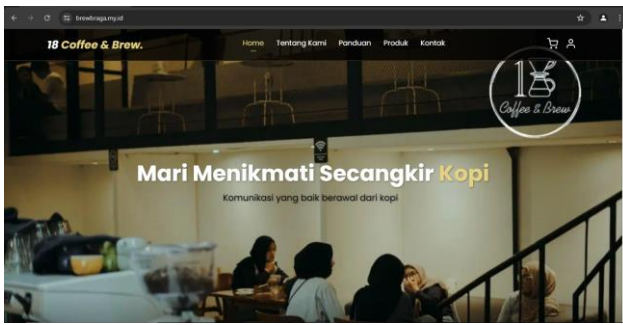 brewbraga.my.id
18 Coffee & Brew.
Home Tentang Kami Panduan Produk Kontak
18
Coffee & Brew
Mari Menikmati Secangkir Kopi
Komunikasi yang baik berawal dari kopi